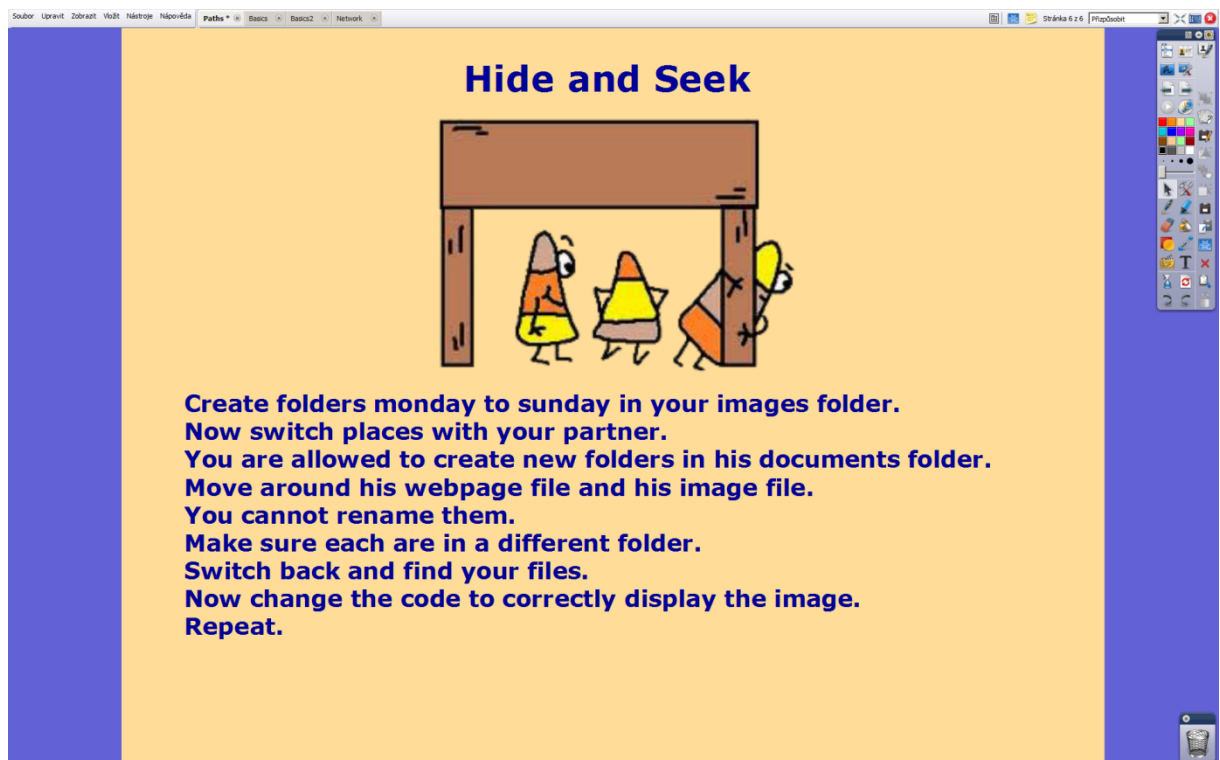 Soubor Upravit Zobrazit Vložit Nástroje Nápověda Paths * Basics Basics2 Network Stránka 6 z 6 Přizpůsobit
Hide and Seek
Create folders monday to sunday in your images folder.
Now switch places with your partner.
You are allowed to create new folders in his documents folder.
Move around his webpage file and his image file.
You cannot rename them.
Make sure each are in a different folder.
Switch back and find your files.
Now change the code to correctly display the image.
Repeat.